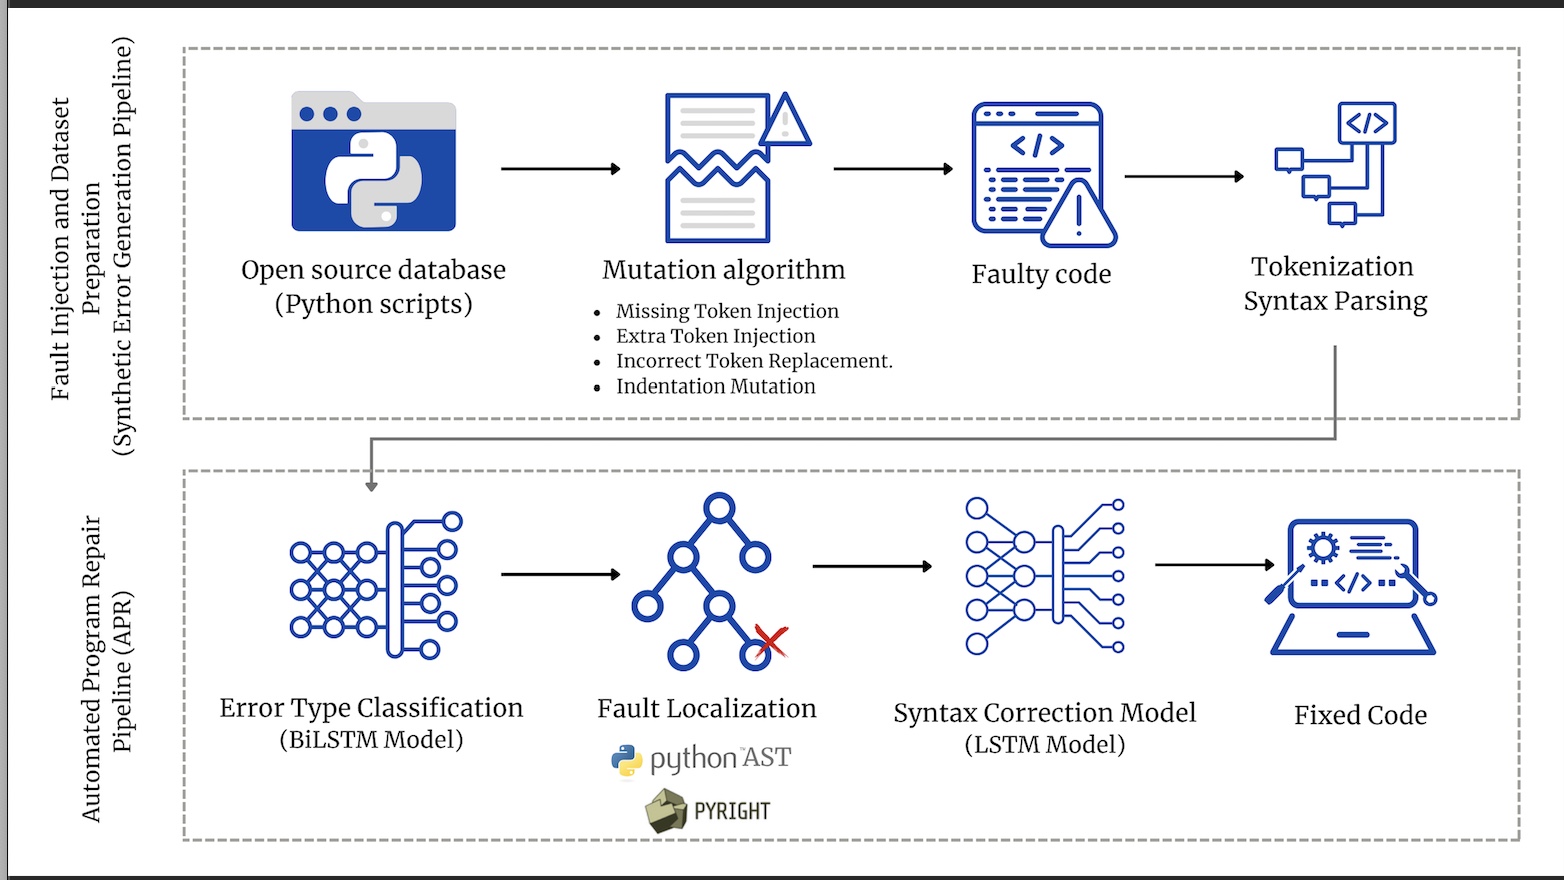 Fault Injection and Dataset
Preparation
(Synthetic Error Generation Pipeline)
</>
</>
Open source database
(Python scripts)
Mutation algorithm
• Missing Token Injection
• Extra Token Injection
• Incorrect Token Replacement.
• Indentation Mutation
Faulty code
Tokenization
Syntax Parsing
Automated Program Repair
Pipeline (APR)
</>
Error Type Classification
(BiLSTM Model)
Fault Localization
python™AST
PYRIGHT
Syntax Correction Model
(LSTM Model)
Fixed Code